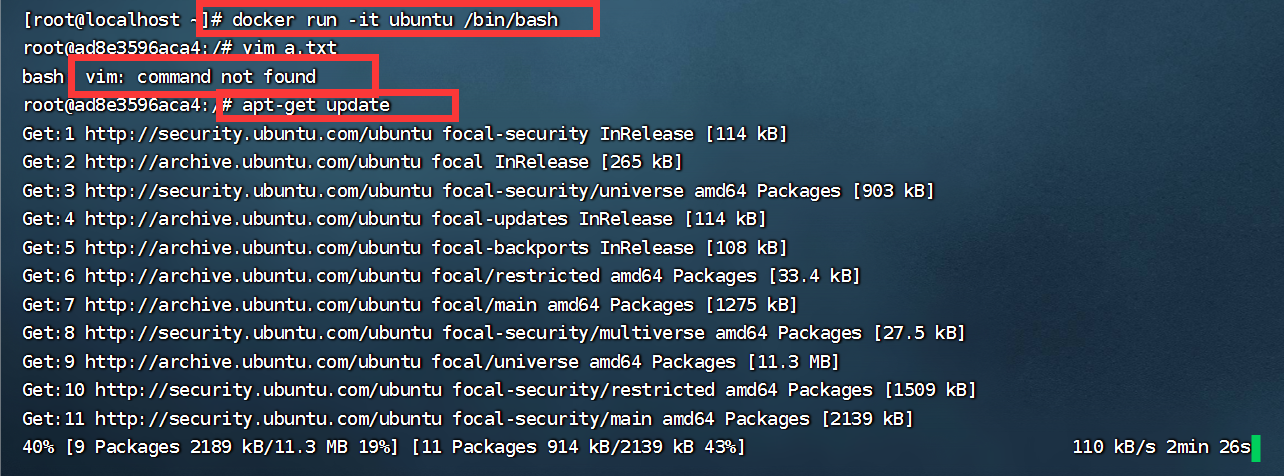 [root@localhost ~]# docker run -it ubuntu /bin/bash
root@ad8e3596aca4:/# vim a.txt
bash vim: command not found
root@ad8e3596aca4:/# apt-get update
Get:1 http://security.ubuntu.com/ubuntu focal-security InRelease [114 kB]
Get:2 http://archive.ubuntu.com/ubuntu focal InRelease [265 kB]
Get:3 http://security.ubuntu.com/ubuntu focal-security/universe amd64 Packages [903 kB]
Get:4 http://archive.ubuntu.com/ubuntu focal-updates InRelease [114 kB]
Get:5 http://archive.ubuntu.com/ubuntu focal-backports InRelease [108 kB]
Get:6 http://archive.ubuntu.com/ubuntu focal/restricted amd64 Packages [33.4 kB]
Get:7 http://archive.ubuntu.com/ubuntu focal/main amd64 Packages [1275 kB]
Get:8 http://security.ubuntu.com/ubuntu focal-security/multiverse amd64 Packages [27.5 kB]
Get:9 http://archive.ubuntu.com/ubuntu focal/universe amd64 Packages [11.3 MB]
Get:10 http://security.ubuntu.com/ubuntu focal-security/restricted amd64 Packages [1509 kB]
Get:11 http://security.ubuntu.com/ubuntu focal-security/main amd64 Packages [2139 kB]
40% [9 Packages 2189 kB/11.3 MB 19%] [11 Packages 914 kB/2139 kB 43%] 110 kB/s 2min 26s